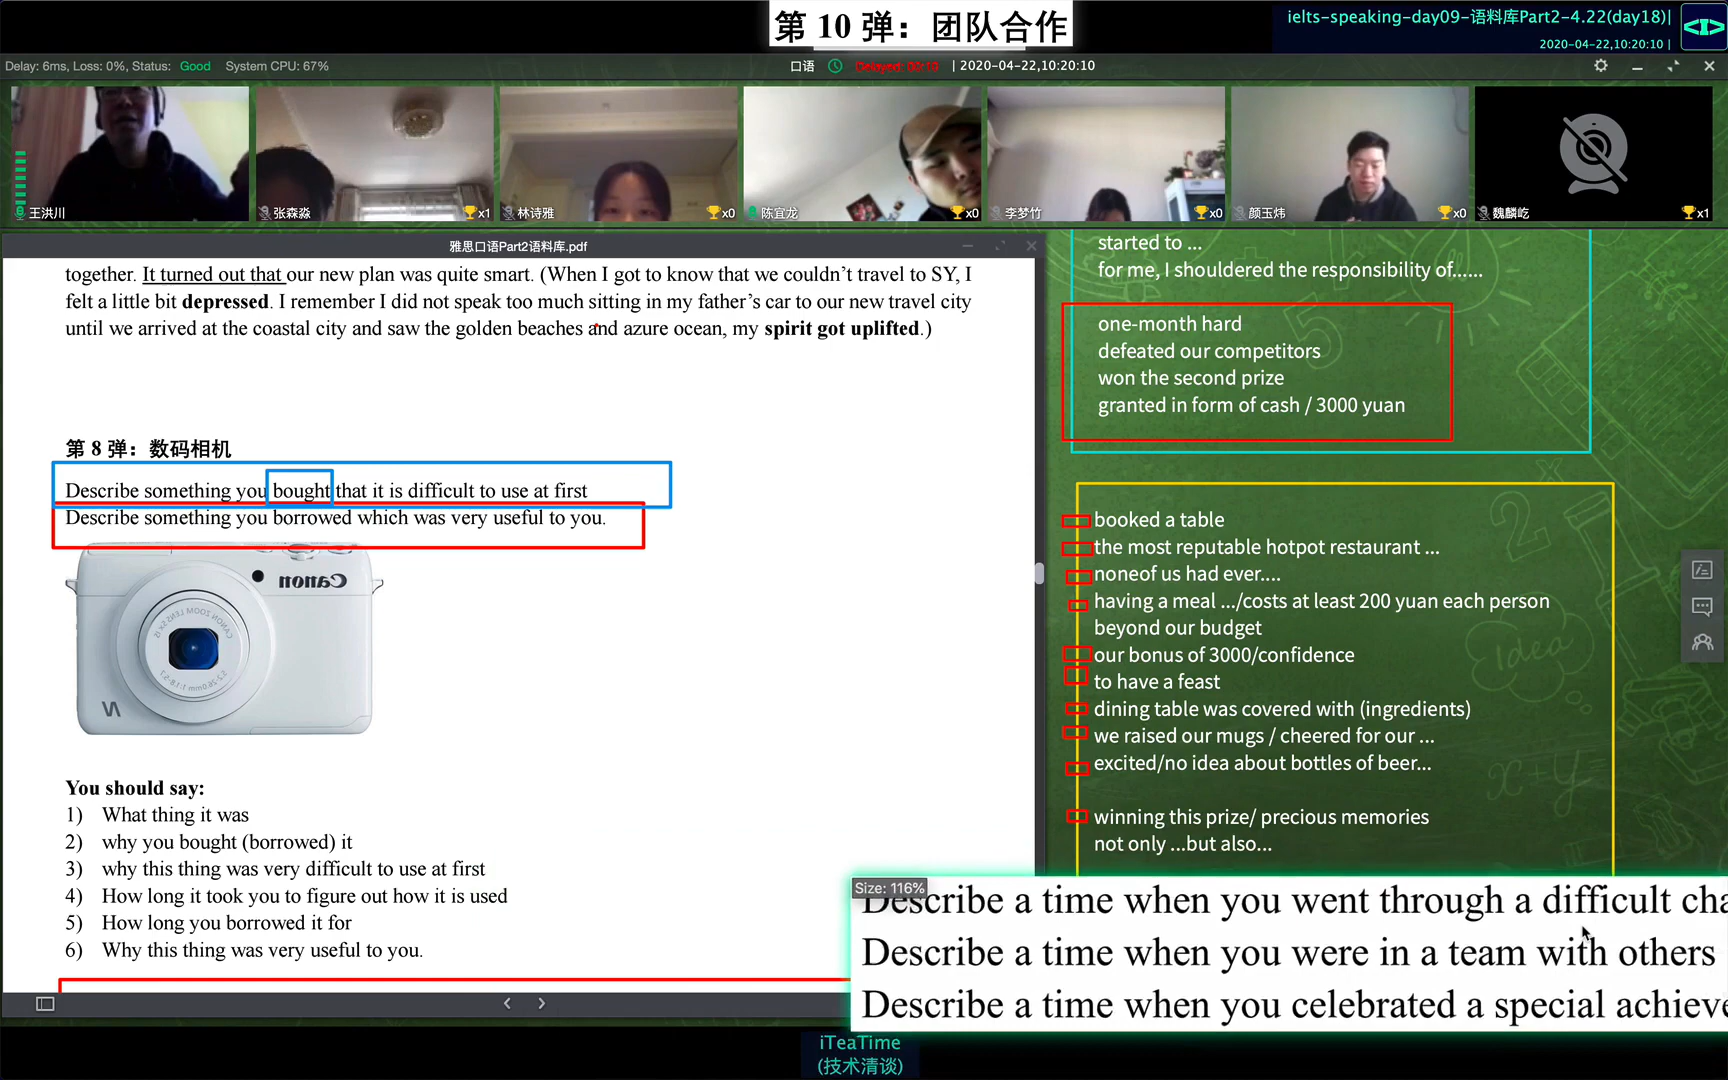 第 10 弹：团队合作
ielts-speaking-day09-语料库Part2-4.22(day18)|
2020-04-22,10:20:10 |
Delay: 6ms, Loss: 0%, Status: Good System CPU: 67%
口语 Delayed: 00:10 | 2020-04-22,10:20:10
王洪川
张森淼 x1
林诗雅 x0
陈宜龙 x0
李梦竹 x0
颜玉炜 x0
魏麟屹 x1
雅思口语Part2语料库.pdf
together. It turned out that our new plan was quite smart. (When I got to know that we couldn’t travel to SY, I
felt a little bit depressed. I remember I did not speak too much sitting in my father’s car to our new travel city
until we arrived at the coastal city and saw the golden beaches and azure ocean, my spirit got uplifted.)
第 8 弹：数码相机
Describe something you bought that it is difficult to use at first
Describe something you borrowed which was very useful to you.
Canon
CANON ZOOM LENS 5x IS
N
You should say:
1) What thing it was
2) why you bought (borrowed) it
3) why this thing was very difficult to use at first
4) How long it took you to figure out how it is used
5) How long you borrowed it for
6) Why this thing was very useful to you.
started to ...
for me, I shouldered the responsibility of......
one-month hard
defeated our competitors
won the second prize
granted in form of cash / 3000 yuan
booked a table
the most reputable hotpot restaurant ...
noneof us had ever....
having a meal .../costs at least 200 yuan each person
beyond our budget
our bonus of 3000/confidence
to have a feast
dining table was covered with (ingredients)
we raised our mugs / cheered for our ...
excited/no idea about bottles of beer...
winning this prize/ precious memories
not only ...but also...
Idea
Size: 116%
Describe a time when you went through a difficult cha
Describe a time when you were in a team with others
Describe a time when you celebrated a special achieve
iTeaTime
(技术清谈)